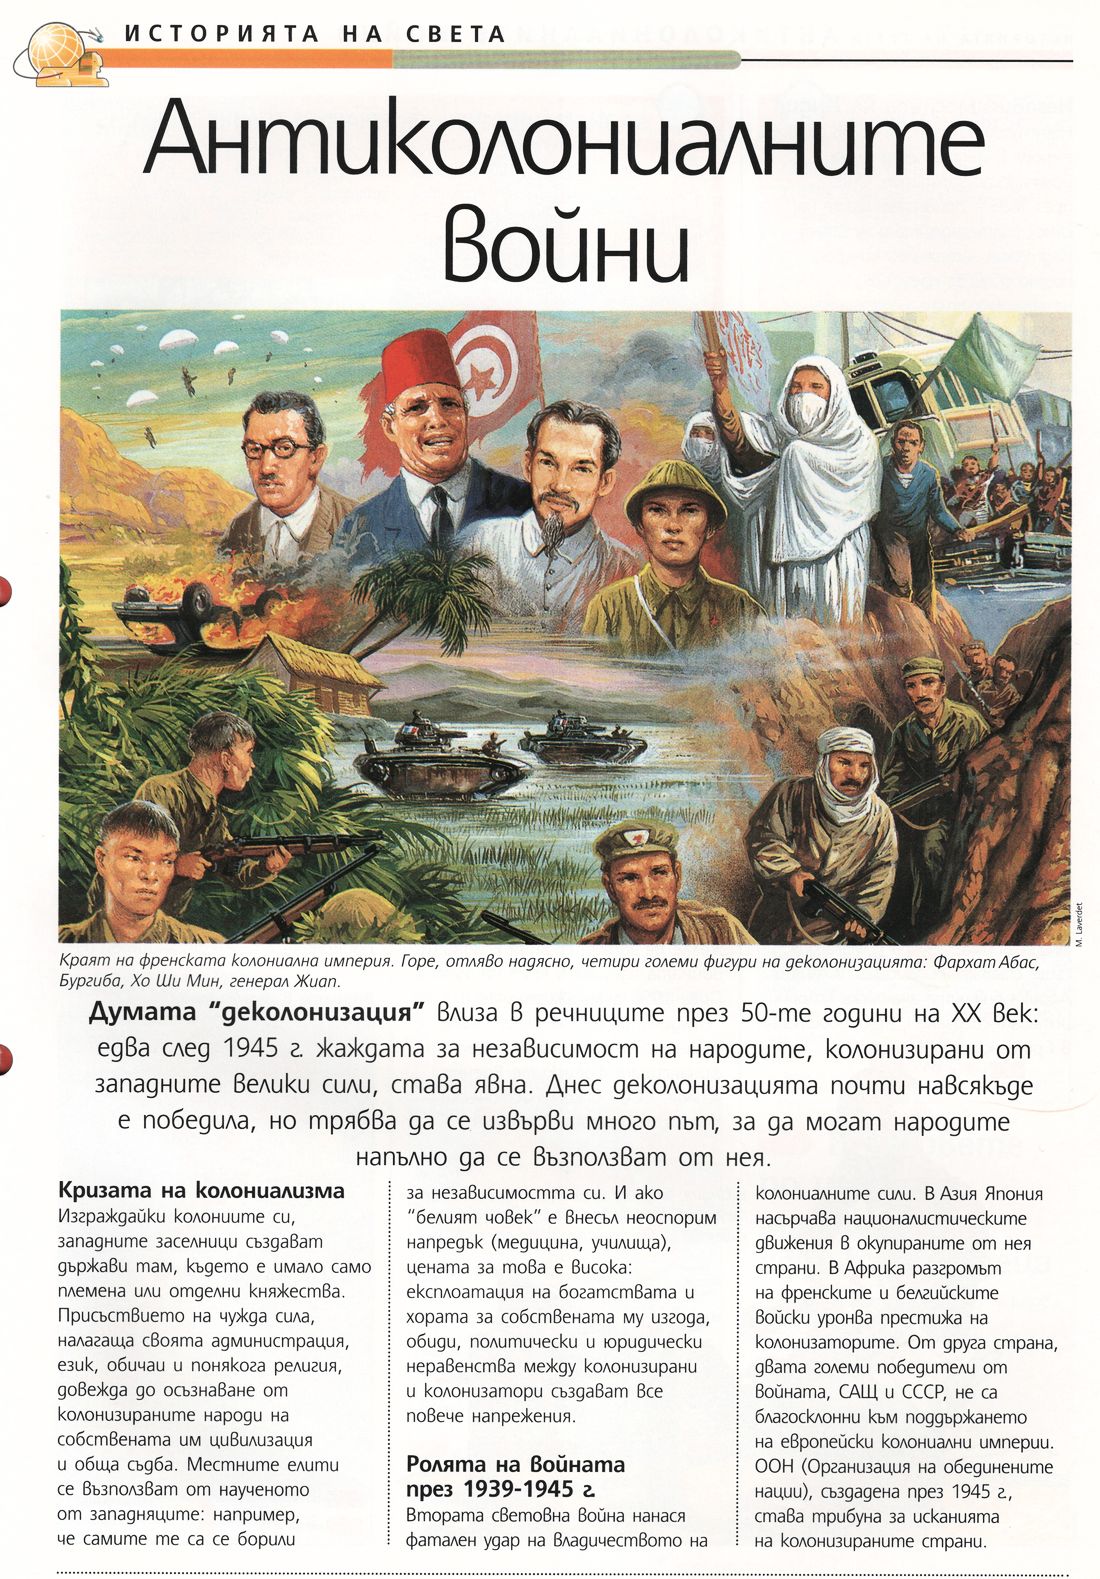 ИСТОРИЯТА НА СВЕТА
Антиколониалните
войни
M. Laverdet
Краят на френската колониална империя. Горе, отляво надясно, четири големи фигури на деколонизацията: Фархат Абас,
Бургиба, Хо Ши Мин, генерал Жиап.
Думата “деколонизация” влиза в речниците през 50-те години на XX век:
едва след 1945 г. жаждата за независимост на народите, колонизирани от
западните велики сили, става явна. Днес деколонизацията почти навсякъде
е победила, но трябва да се извърви много път, за да могат народите
напълно да се възползват от нея.
Кризата на колониализма
Изграждайки колониите си,
западните заселници създават
държави там, където е имало само
племена или отделни княжества.
Присъствието на чужда сила,
налагаща своята администрация,
език, обичаи и понякога религия,
довежда до осъзнаване от
колонизираните народи на
собствената им цивилизация
и обща съдба. Местните елити
се възползват от наученото
от западняците: например,
че самите те са се борили
за независимостта си. И ако
“белият човек” е внесъл неоспорим
напредък (медицина, училища),
цената за това е висока:
експлоатация на богатствата и
хората за собствената му изгода,
обиди, политически и юридически
неравенства между колонизирани
и колонизатори създават все
повече напрежения.
Ролята на войната
през 1939-1945 г.
Втората световна война нанася
фатален удар на владичеството на
колониалните сили. В Азия Япония
насърчава националистическите
движения в окупираните от нея
страни. В Африка разгромът
на френските и белгийските
войски уронва престижа на
колонизаторите. От друга страна,
двата големи победители от
войната, САЩ и СССР, не са
благосклонни към поддържането
на европейски колониални империи.
ООН (Организация на обединените
нации), създадена през 1945 г.,
става трибуна за исканията
на колонизираните страни.